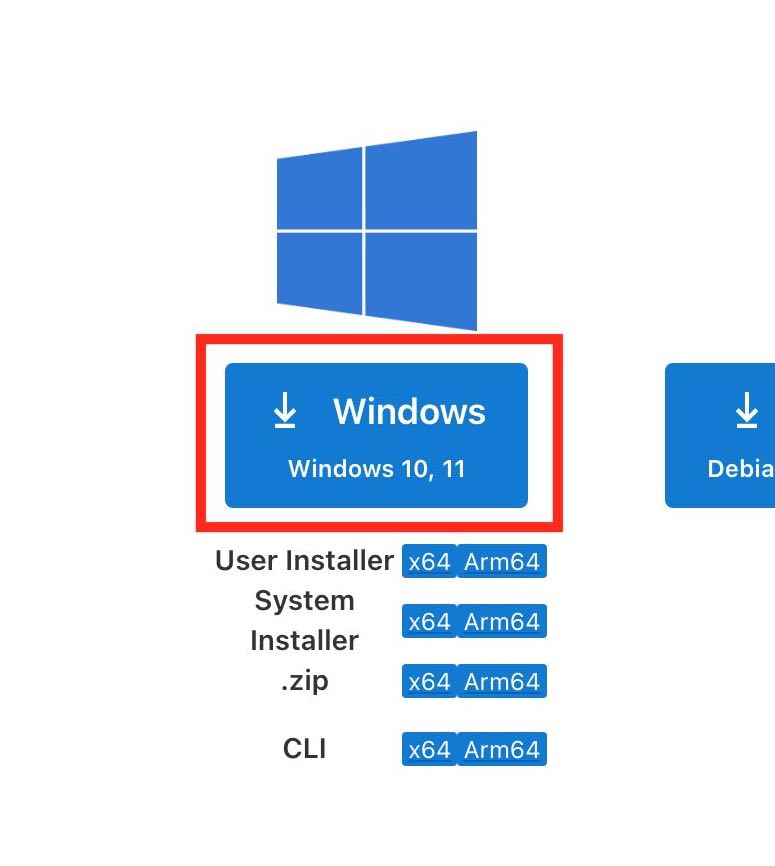 Windows
Windows 10, 11
Debia
User Installer x64 Arm64
System
Installer x64 Arm64
.zip x64 Arm64
CLI x64 Arm64